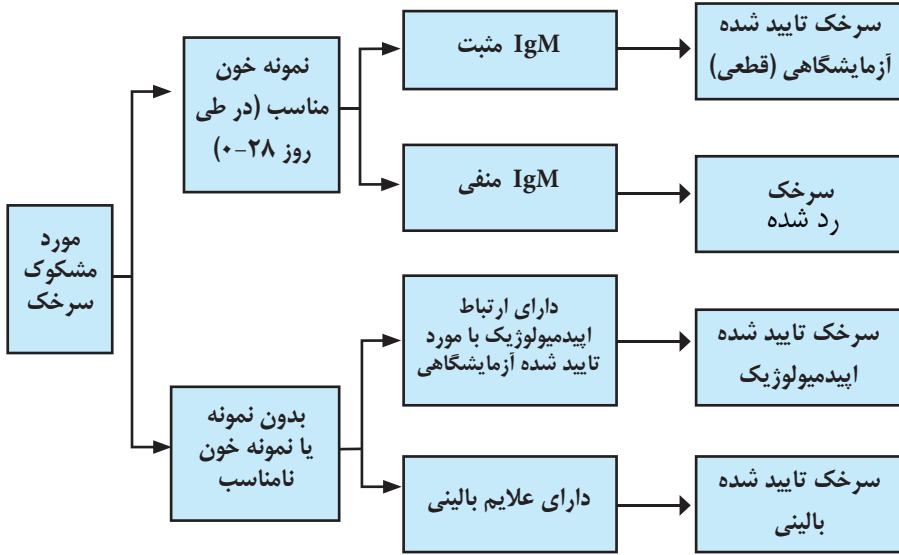 مورد
مشکوک
سرخک
نمونه خون
مناسب (در طی
روز ۲۸-۰)
IgM مثبت
سرخک تایید شده
آزمایشگاهی (قطعی)
IgM منفی
سرخک
رد شده
بدون نمونه
یا نمونه خون
نامناسب
دارای ارتباط
اپیدمیولوژیک با مورد
تایید شده آزمایشگاهی
سرخک تایید شده
اپیدمیولوژیک
دارای علایم بالینی
سرخک تایید شده
بالینی